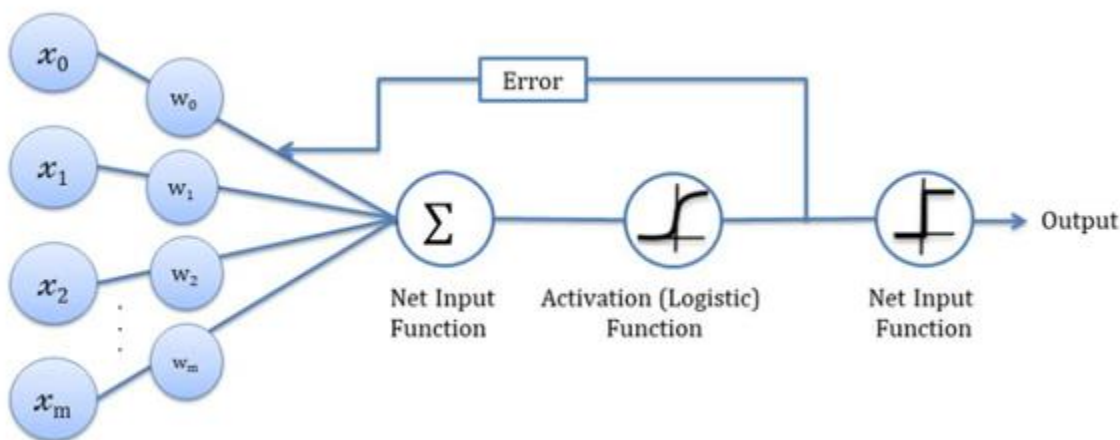 x₀
w₀
Error
x₁
w₁
Σ
Output
x₂
w₂
Net Input
Function
Activation (Logistic)
Function
Net Input
Function
xₘ
wₘ